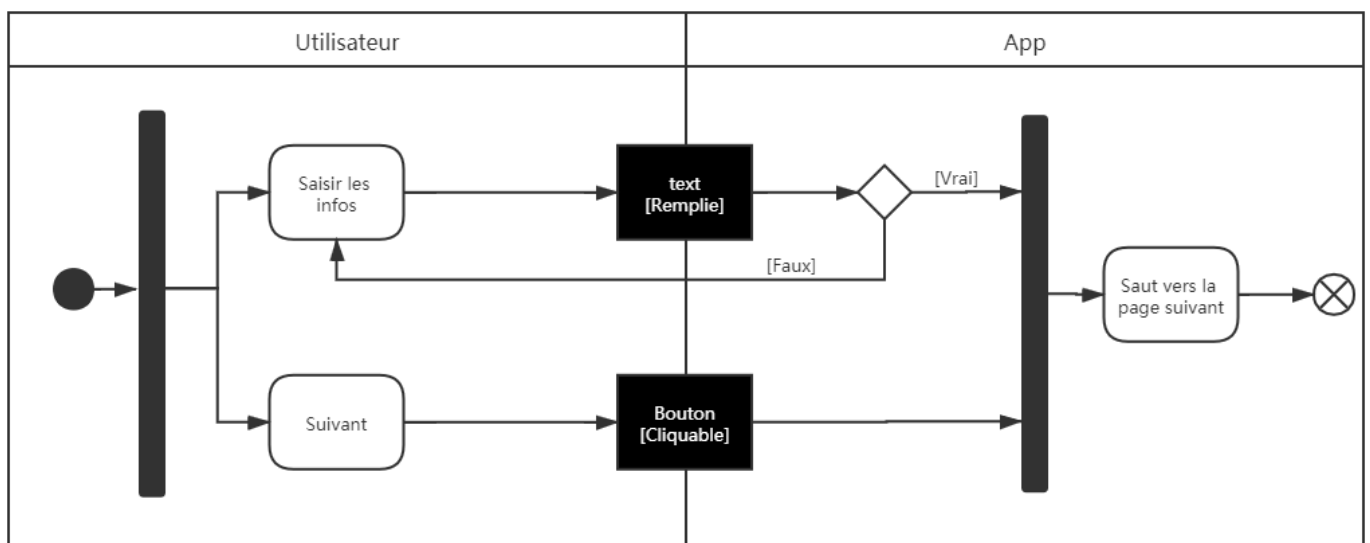 Utilisateur
App
Saisir les
infos
text
[Remplie]
[Vrai]
[Faux]
Saut vers la
page suivant
Suivant
Bouton
[Cliquable]